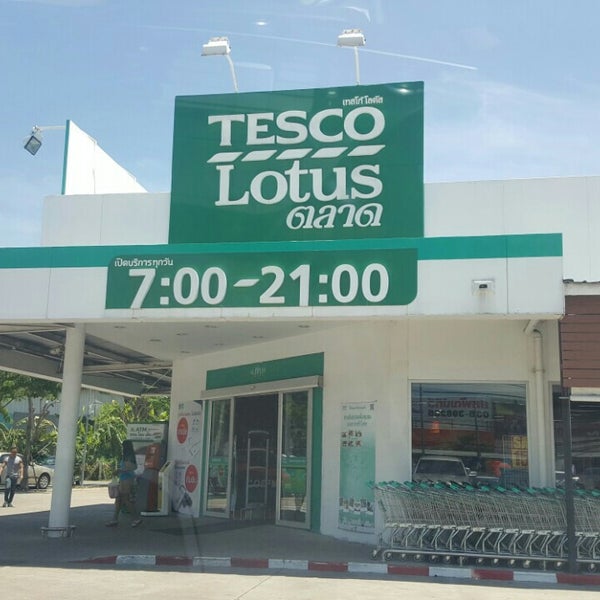 เทสโก้ โลตัส
TESCO
Lotus
ตลาด
เปิดบริการทุกวัน
7:00-21:00
ATM